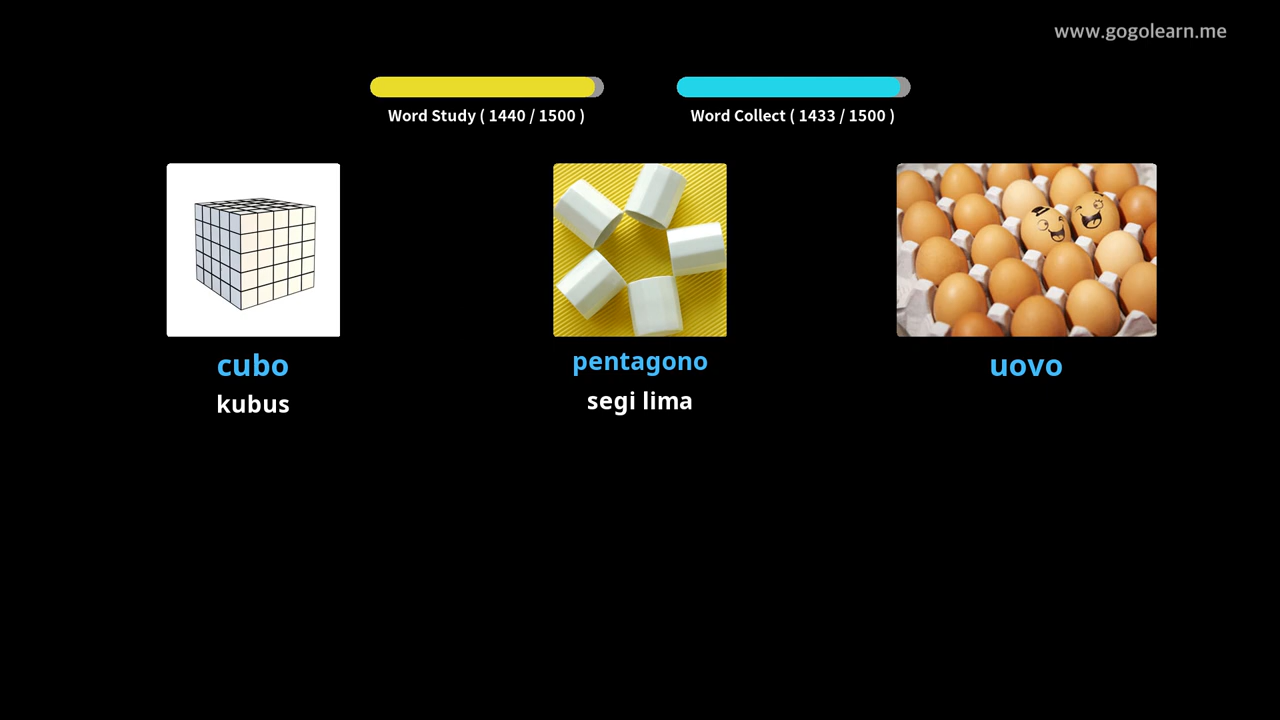 www.gogolearn.me
Word Study ( 1440 / 1500 )
Word Collect ( 1433 / 1500 )
cubo
kubus
pentagono
segi lima
uovo